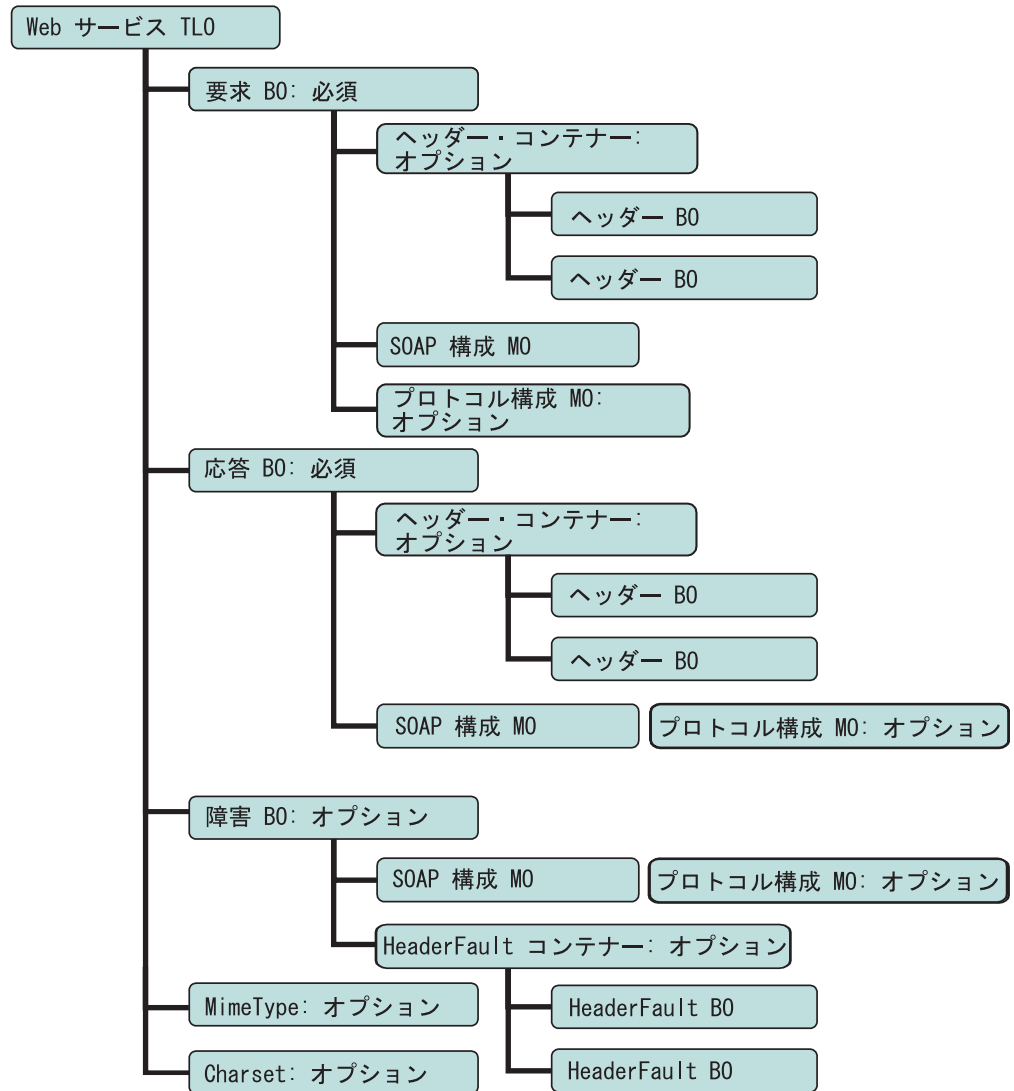 Web サービス TLO
要求 BO: 必須
ヘッダー・コンテナー:
オプション
ヘッダー BO
ヘッダー BO
SOAP 構成 MO
プロトコル構成 MO:
オプション
応答 BO: 必須
ヘッダー・コンテナー:
オプション
ヘッダー BO
ヘッダー BO
SOAP 構成 MO
プロトコル構成 MO: オプション
障害 BO: オプション
SOAP 構成 MO
プロトコル構成 MO: オプション
HeaderFault コンテナー: オプション
MimeType: オプション
HeaderFault BO
Charset: オプション
HeaderFault BO